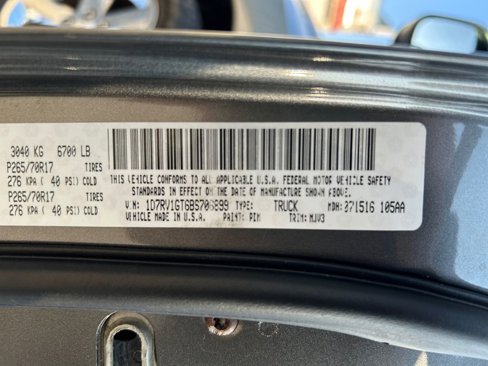 3040 KG 6700 LB
P265/70R17 TIRES
276 KPA ( 40 PSI) COLD
P265/70R17 TIRES
276 KPA ( 40 PSI) COLD
THIS VEHICLE CONFORMS TO ALL APPLICABLE U.S.A. FEDERAL MOTOR VEHICLE SAFETY
STANDARDS IN EFFECT ON THE DATE OF MANUFACTURE SHOWN ABOVE.
V.N: 1D7RV1GT6BS706899 TYPE: TRUCK MDH: 071516 105AA
VEHICLE MADE IN U.S.A. PAINT: PDM TRIM: MJV3